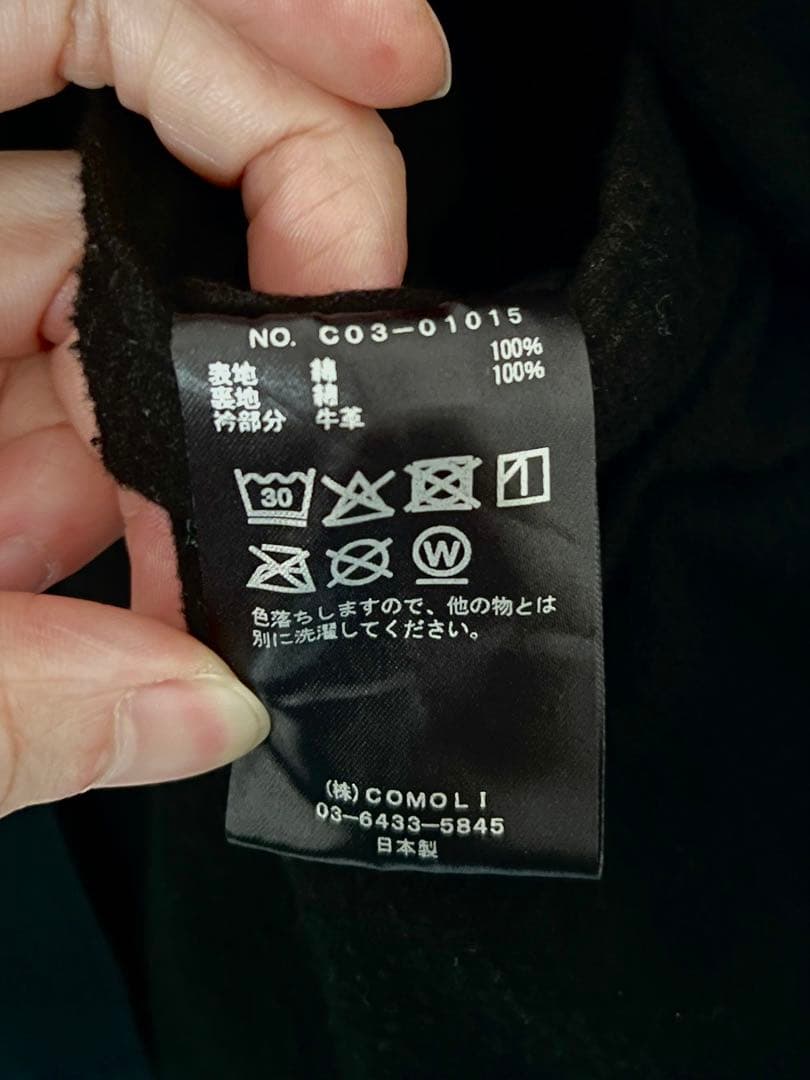 NO. C03-01015
表地 綿 100%
裏地 綿 100%
衿部分 牛革
30
W
色落ちしますので、他の物とは
別に洗濯してください。
(株)COMOLI
03-6433-5845
日本製